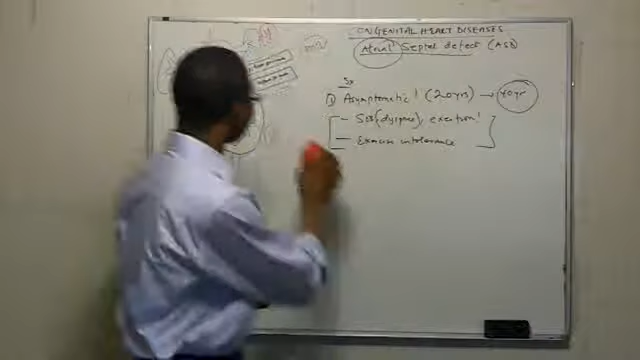 CONGENITAL HEART DISEASES
Atrial Septal defect (ASD)
Sx
① Asymptomatic! (20yrs) → 40yr
- SOB (dyspnea), exertion!
- Exercise intolerance